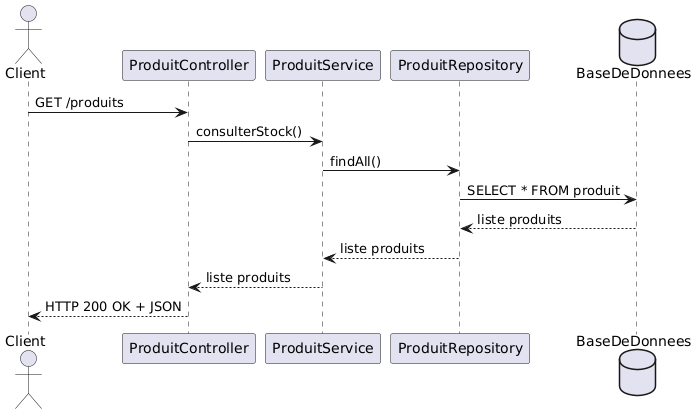 Client
ProduitController
ProduitService
ProduitRepository
BaseDeDonnees
GET /produits
consulterStock()
findAll()
SELECT * FROM produit
liste produits
liste produits
liste produits
HTTP 200 OK + JSON
Client
ProduitController
ProduitService
ProduitRepository
BaseDeDonnees